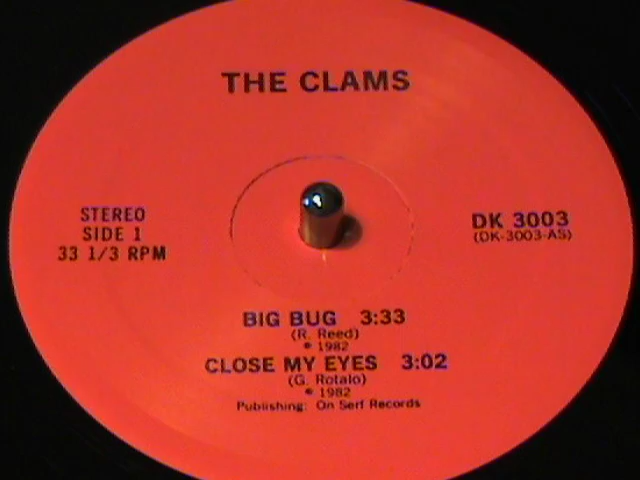 THE CLAMS
STEREO
SIDE 1
33 1/3 RPM
DK 3003
(DK-3003-AS)
BIG BUG 3:33
(R. Reed)
℗ 1982
CLOSE MY EYES 3:02
(G. Rotalo)
℗ 1982
Publishing: On Serf Records